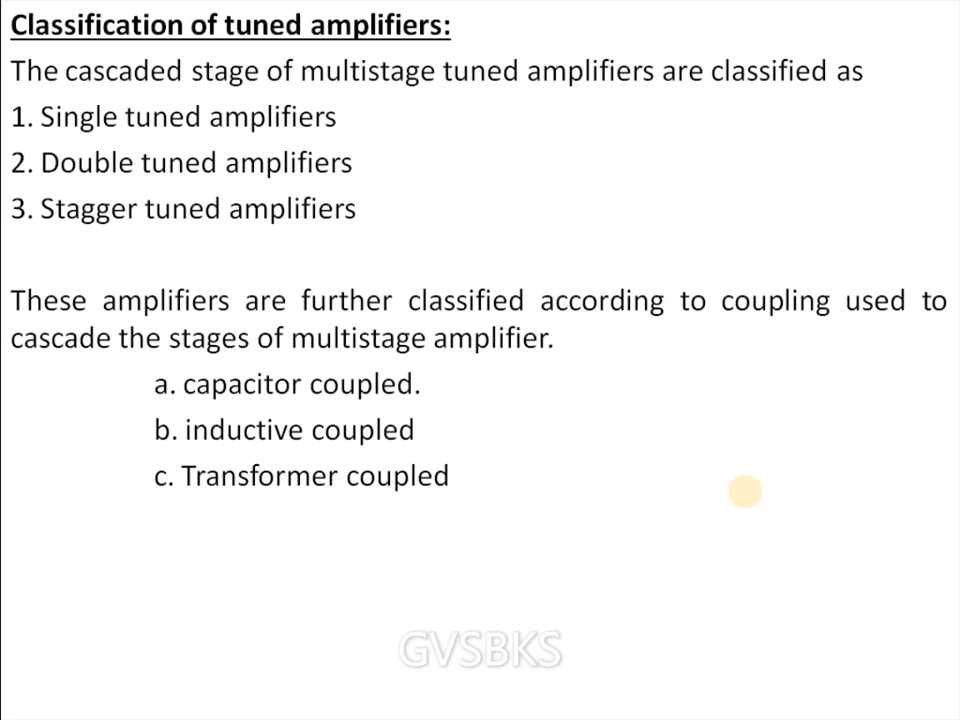 Classification of tuned amplifiers:
The cascaded stage of multistage tuned amplifiers are classified as
1. Single tuned amplifiers
2. Double tuned amplifiers
3. Stagger tuned amplifiers
These amplifiers are further classified according to coupling used to
cascade the stages of multistage amplifier.
a. capacitor coupled.
b. inductive coupled
c. Transformer coupled
GVSBKS